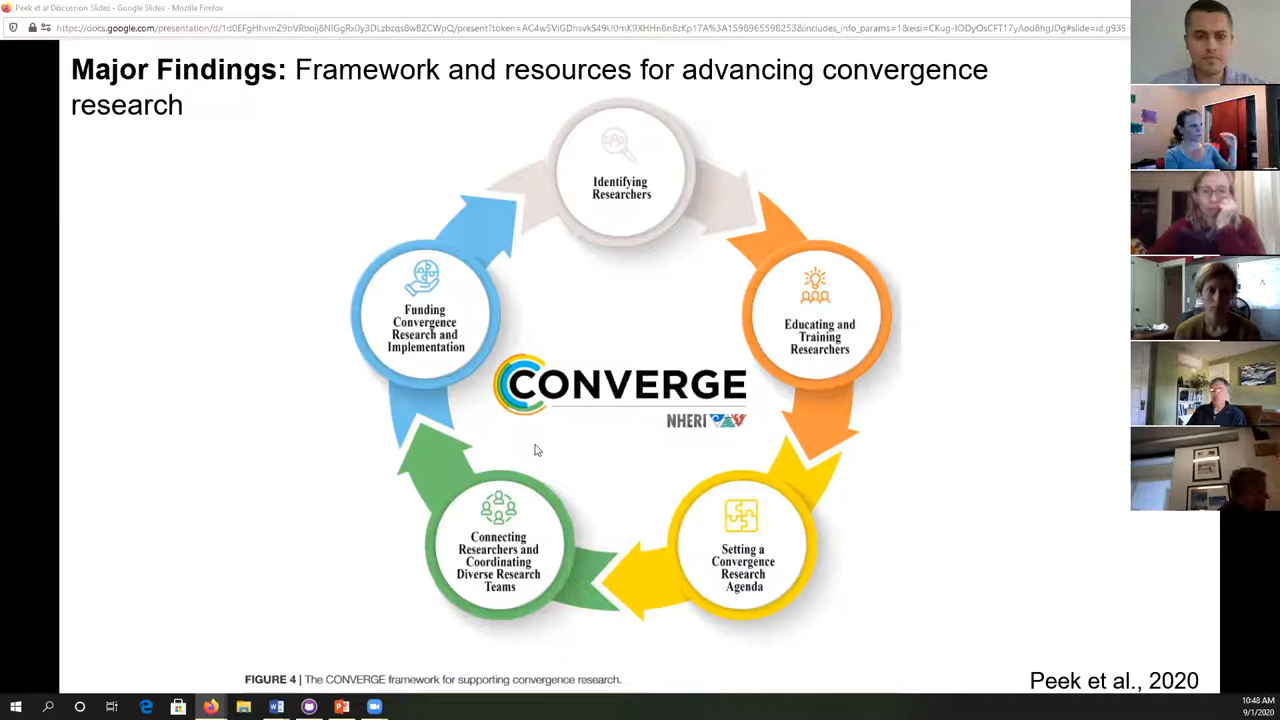 Peek et al Discussion Slides - Google Slides - Mozilla Firefox
Major Findings: Framework and resources for advancing convergence
research
Identifying
Researchers
Funding
Convergence
Research and
Implementation
Educating and
Training
Researchers
CONVERGE
NHERI
Connecting
Researchers and
Coordinating
Diverse Research
Teams
Setting a
Convergence
Research
Agenda
FIGURE 4 | The CONVERGE framework for supporting convergence research.
Peek et al., 2020
10:48 AM
9/1/2020